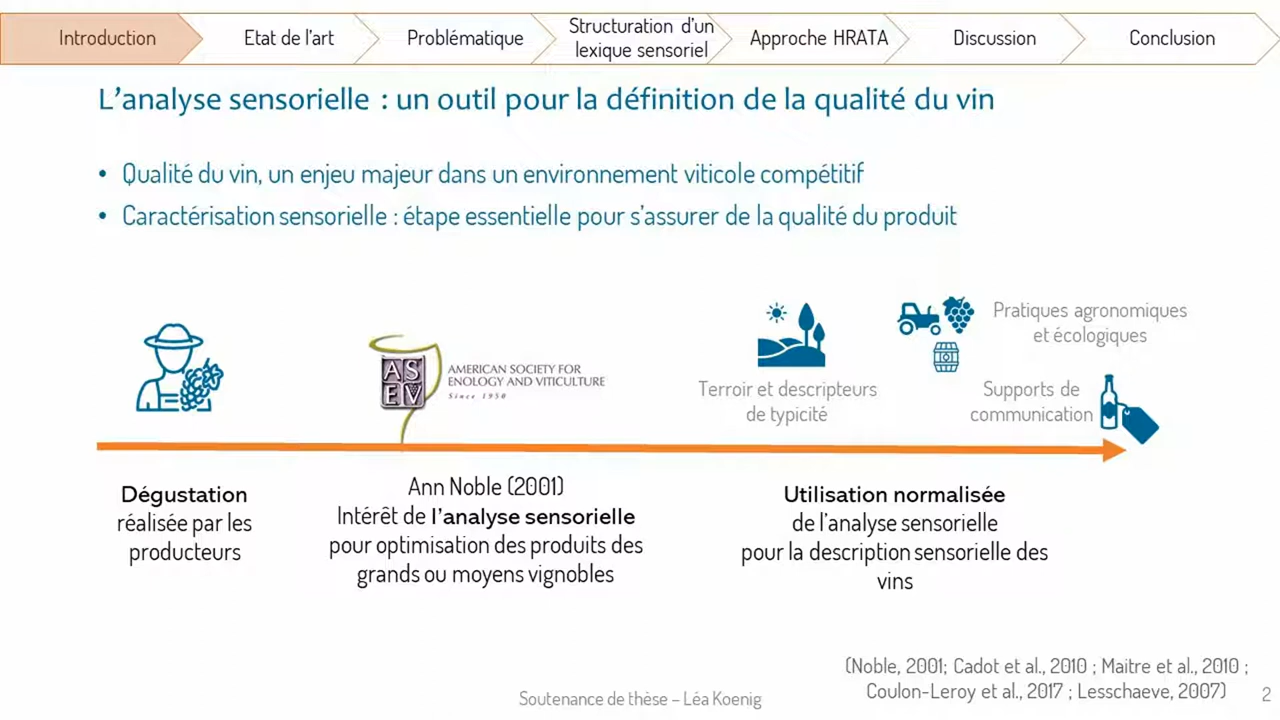 Introduction
Etat de l'art
Problématique
Structuration d'un
lexique sensoriel
Approche HRATA
Discussion
Conclusion
L'analyse sensorielle : un outil pour la définition de la qualité du vin
• Qualité du vin, un enjeu majeur dans un environnement viticole compétitif
• Caractérisation sensorielle : étape essentielle pour s'assurer de la qualité du produit
AS
EV
AMERICAN SOCIETY FOR
ENOLOGY AND VITICULTURE
Since 1950
Terroir et descripteurs
de typicité
Pratiques agronomiques
et écologiques
Supports de
communication
Dégustation
réalisée par les
producteurs
Ann Noble (2001)
Intérêt de l'analyse sensorielle
pour optimisation des produits des
grands ou moyens vignobles
Utilisation normalisée
de l'analyse sensorielle
pour la description sensorielle des
vins
(Noble, 2001; Cadot et al., 2010 ; Maitre et al., 2010 ;
Coulon-Leroy et al., 2017 ; Lesschaeve, 2007)
Soutenance de thèse – Léa Koenig
2